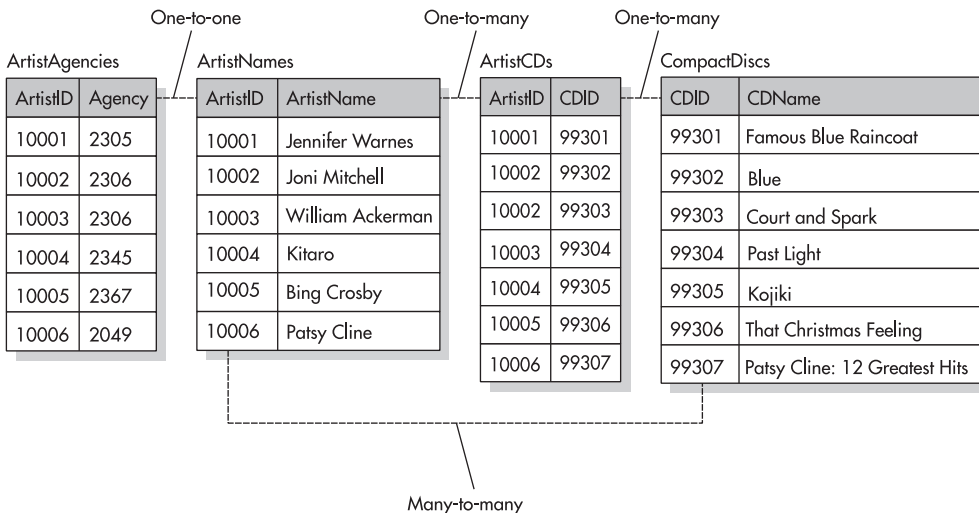 One-to-one
One-to-many
One-to-many
ArtistAgencies
ArtistID Agency
10001 2305
10002 2306
10003 2306
10004 2345
10005 2367
10006 2049
ArtistNames
ArtistID ArtistName
10001 Jennifer Warnes
10002 Joni Mitchell
10003 William Ackerman
10004 Kitaro
10005 Bing Crosby
10006 Patsy Cline
ArtistCDs
ArtistID CDID
10001 99301
10002 99302
10002 99303
10003 99304
10004 99305
10005 99306
10006 99307
CompactDiscs
CDID CDName
99301 Famous Blue Raincoat
99302 Blue
99303 Court and Spark
99304 Past Light
99305 Kojiki
99306 That Christmas Feeling
99307 Patsy Cline: 12 Greatest Hits
Many-to-many